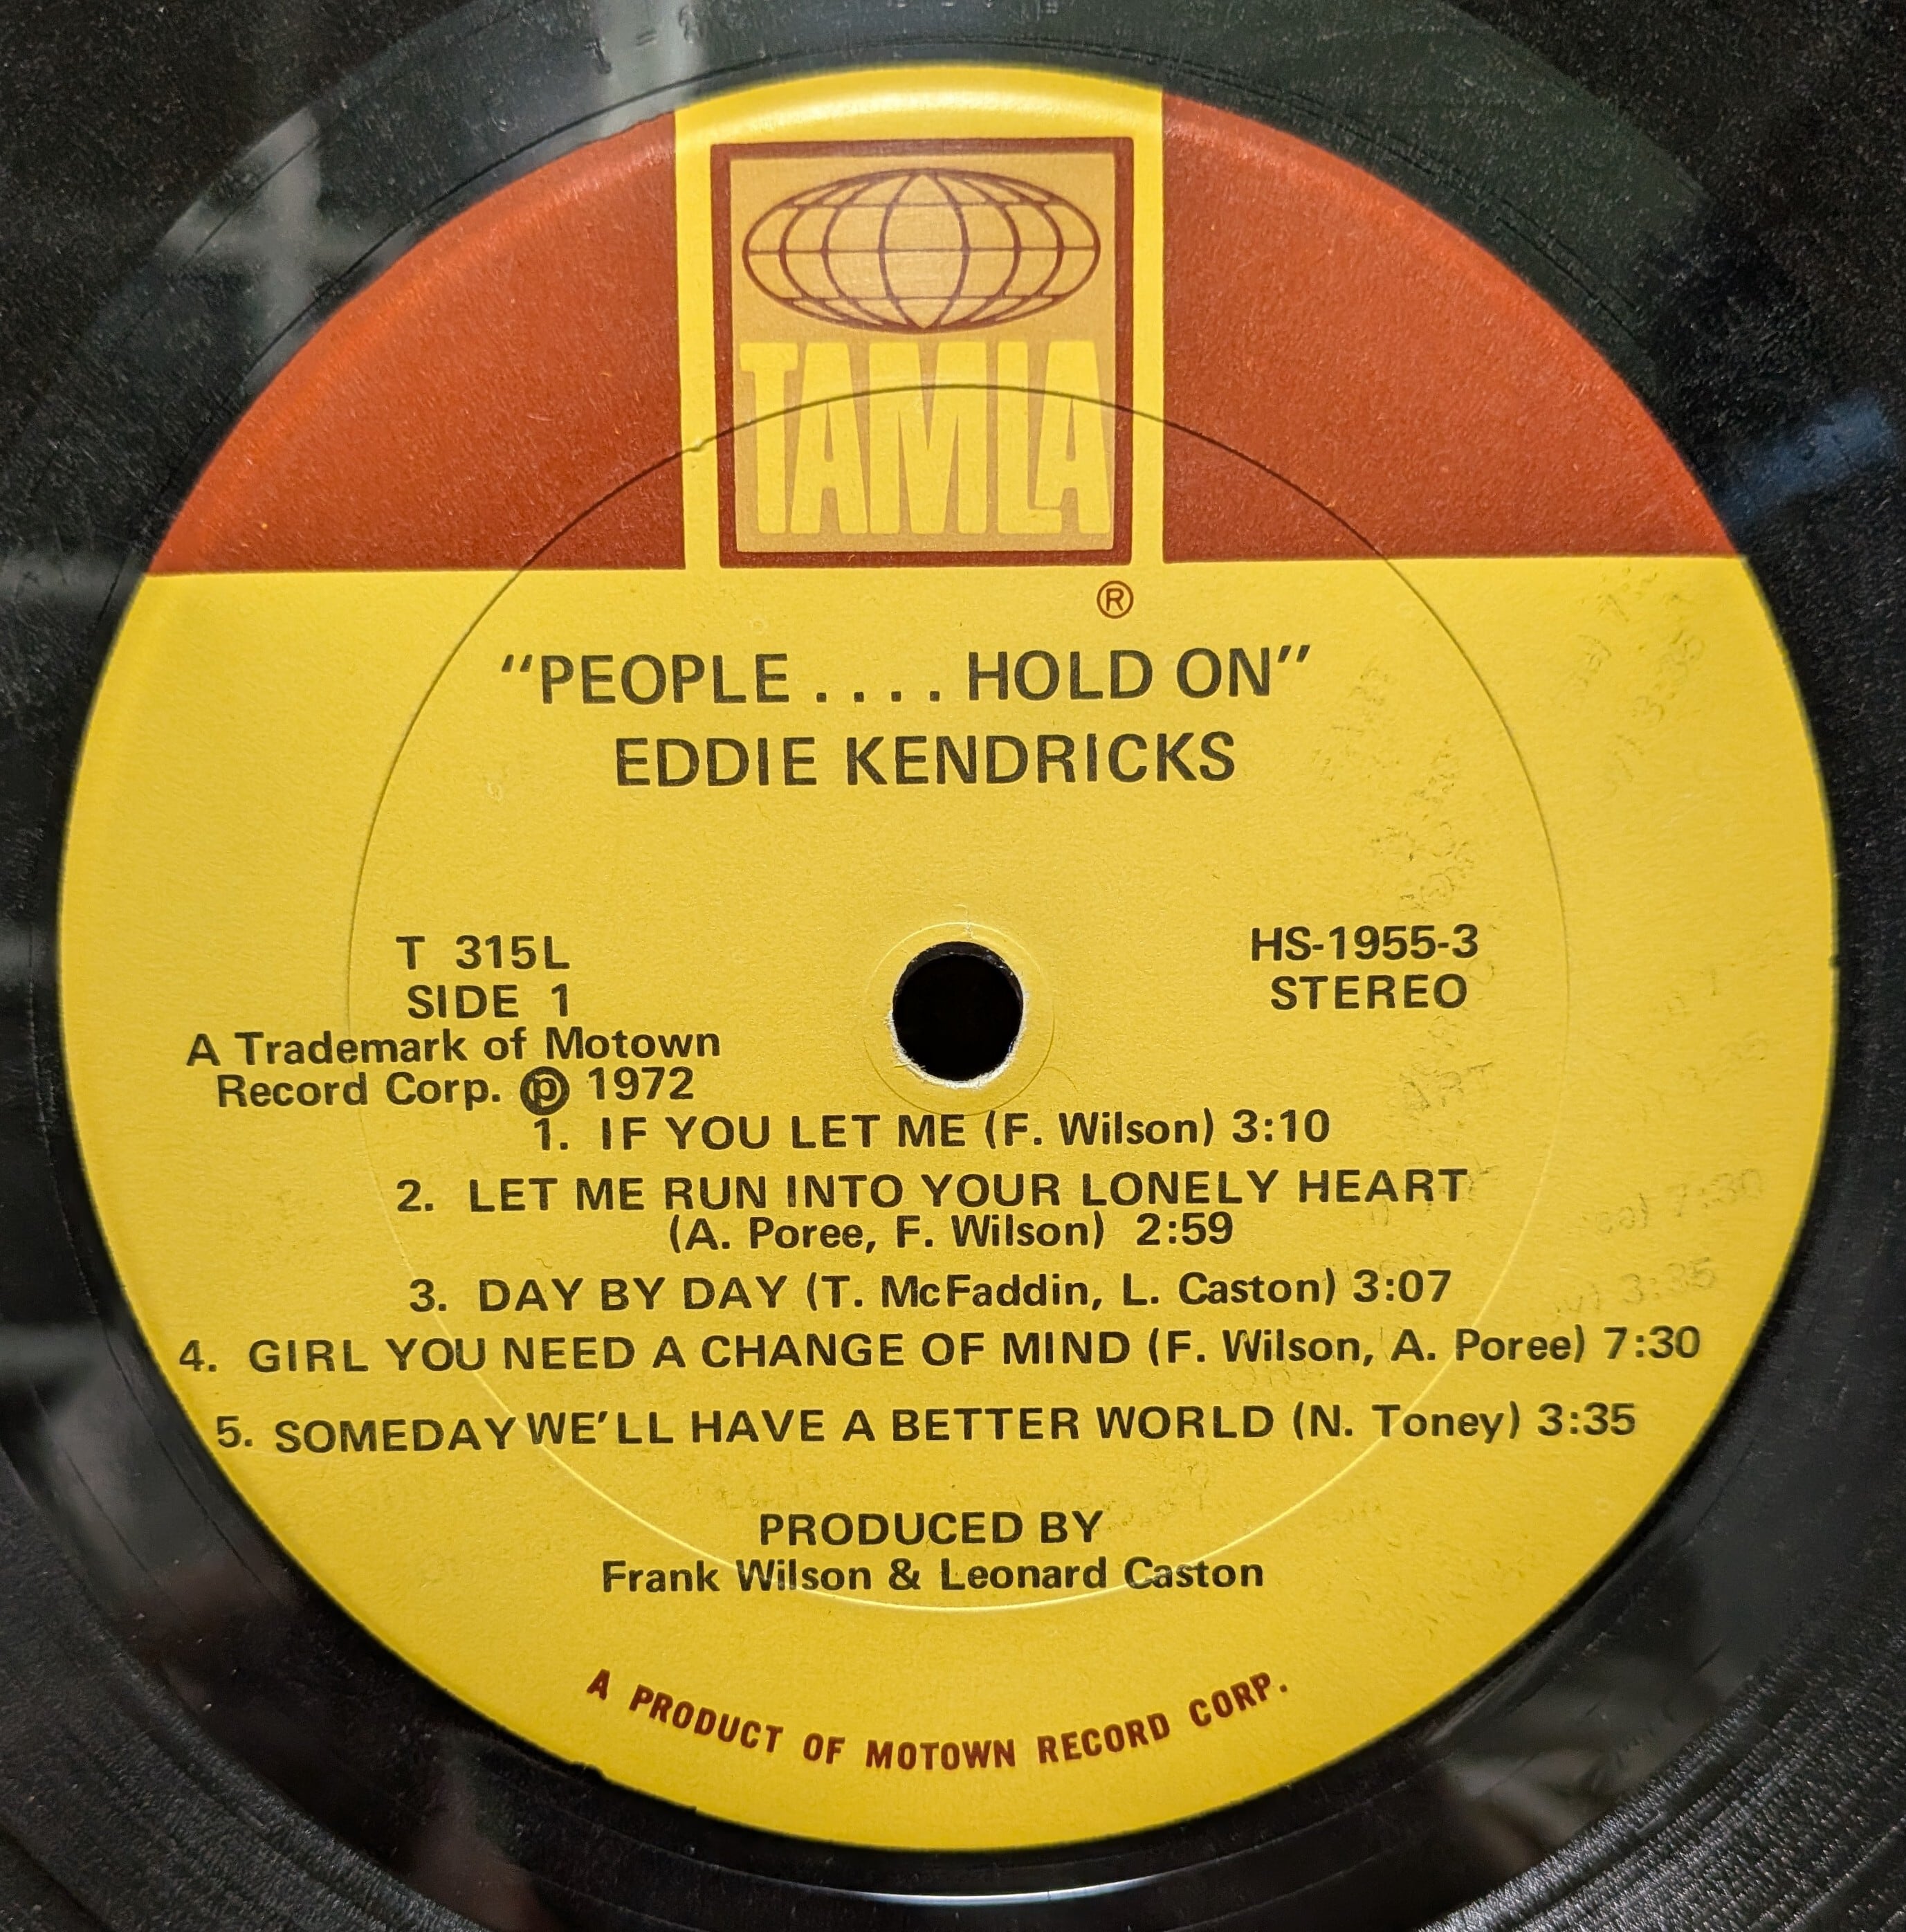 TAMLA
®
"PEOPLE . . . . HOLD ON"
EDDIE KENDRICKS
T 315L
SIDE 1
A Trademark of Motown
Record Corp. ℗ 1972
HS-1955-3
STEREO
1. IF YOU LET ME (F. Wilson) 3:10
2. LET ME RUN INTO YOUR LONELY HEART
(A. Poree, F. Wilson) 2:59
3. DAY BY DAY (T. McFaddin, L. Caston) 3:07
4. GIRL YOU NEED A CHANGE OF MIND (F. Wilson, A. Poree) 7:30
5. SOMEDAY WE'LL HAVE A BETTER WORLD (N. Toney) 3:35
PRODUCED BY
Frank Wilson & Leonard Caston
A PRODUCT OF MOTOWN RECORD CORP.